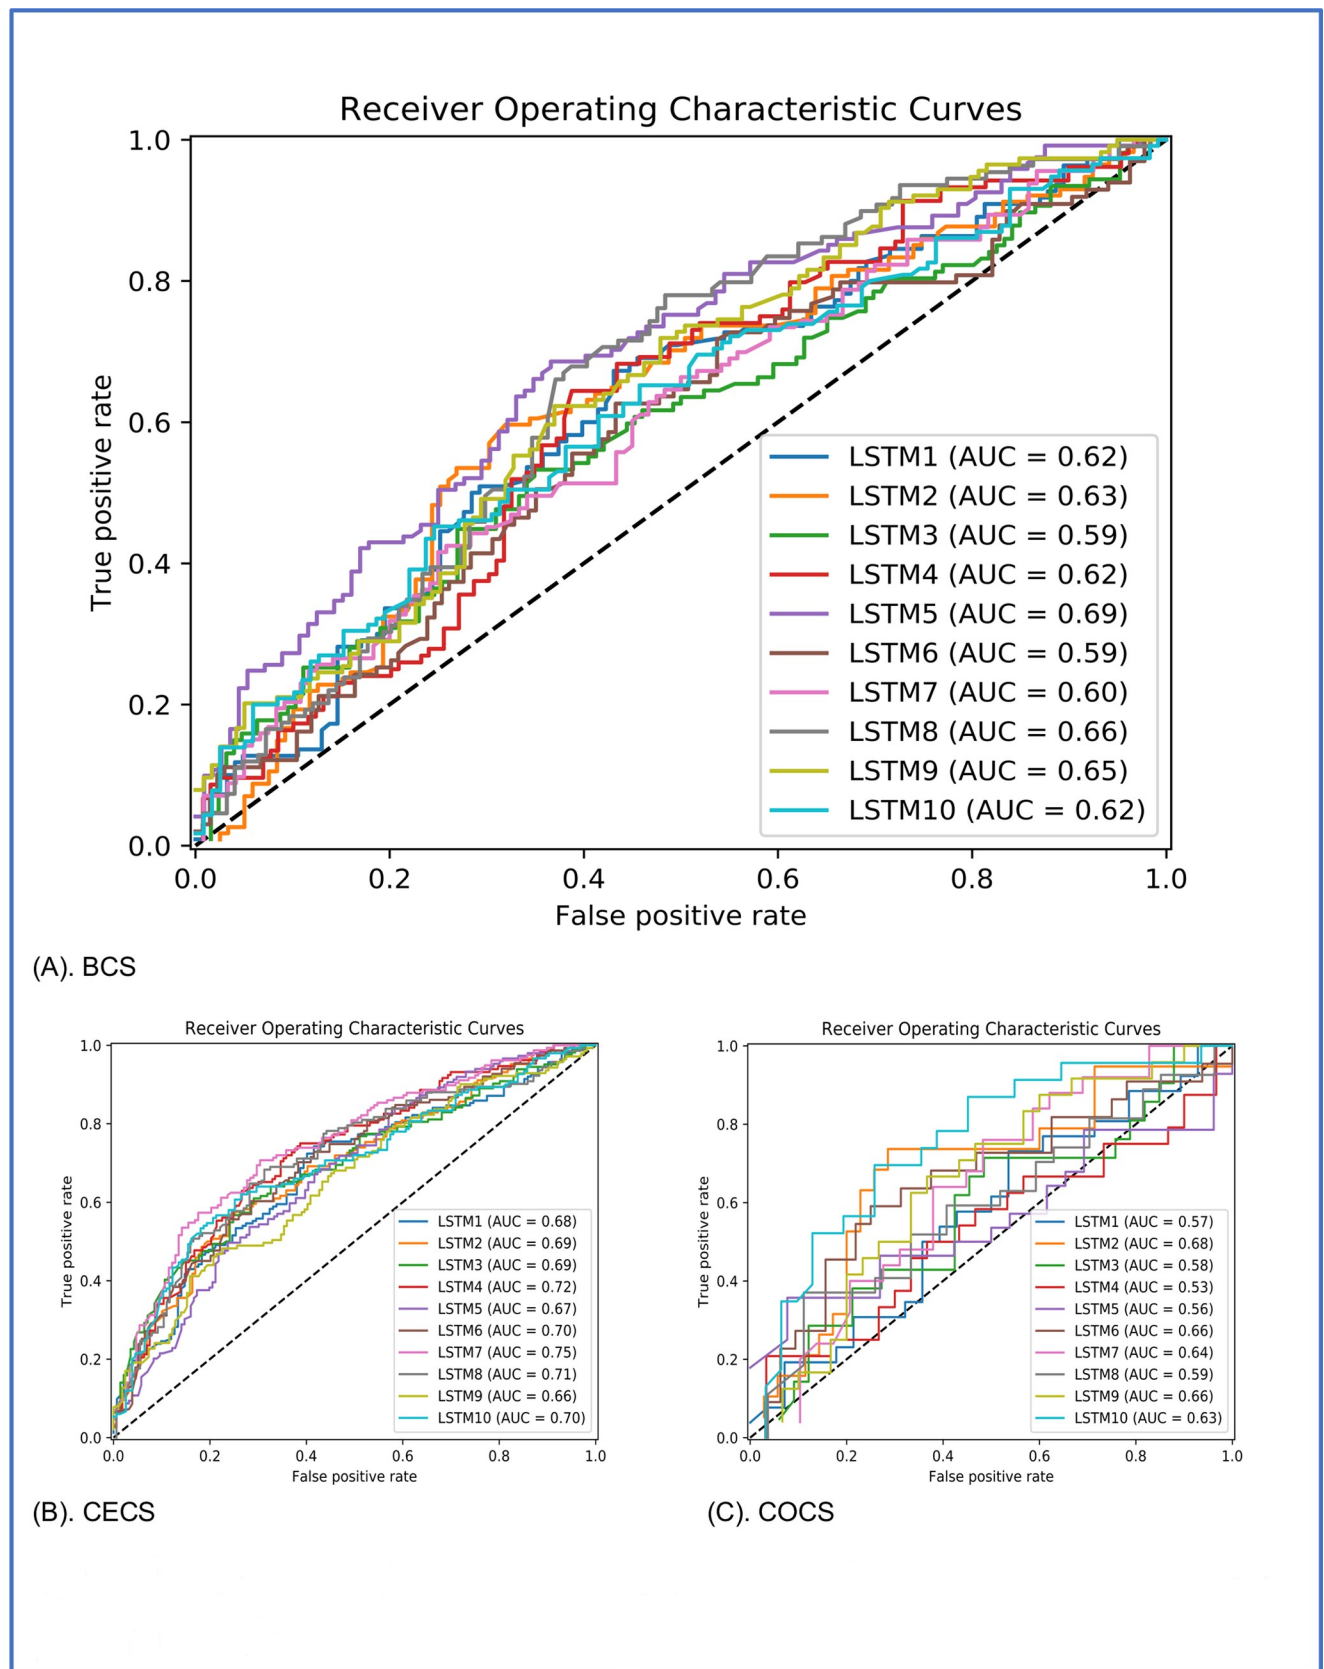 Receiver Operating Characteristic Curves
1.0
0.8
0.6
0.4
0.2
0.0
True positive rate
LSTM1 (AUC = 0.62)
LSTM2 (AUC = 0.63)
LSTM3 (AUC = 0.59)
LSTM4 (AUC = 0.62)
LSTM5 (AUC = 0.69)
LSTM6 (AUC = 0.59)
LSTM7 (AUC = 0.60)
LSTM8 (AUC = 0.66)
LSTM9 (AUC = 0.65)
LSTM10 (AUC = 0.62)
0.0 0.2 0.4 0.6 0.8 1.0
False positive rate
(A). BCS
Receiver Operating Characteristic Curves
1.0
0.8
0.6
0.4
0.2
0.0
True positive rate
LSTM1 (AUC = 0.68)
LSTM2 (AUC = 0.69)
LSTM3 (AUC = 0.69)
LSTM4 (AUC = 0.72)
LSTM5 (AUC = 0.67)
LSTM6 (AUC = 0.70)
LSTM7 (AUC = 0.75)
LSTM8 (AUC = 0.71)
LSTM9 (AUC = 0.66)
LSTM10 (AUC = 0.70)
0.0 0.2 0.4 0.6 0.8 1.0
False positive rate
(B). CECS
Receiver Operating Characteristic Curves
1.0
0.8
0.6
0.4
0.2
0.0
True positive rate
LSTM1 (AUC = 0.57)
LSTM2 (AUC = 0.68)
LSTM3 (AUC = 0.58)
LSTM4 (AUC = 0.53)
LSTM5 (AUC = 0.56)
LSTM6 (AUC = 0.66)
LSTM7 (AUC = 0.64)
LSTM8 (AUC = 0.59)
LSTM9 (AUC = 0.66)
LSTM10 (AUC = 0.63)
0.0 0.2 0.4 0.6 0.8 1.0
False positive rate
(C). COCS